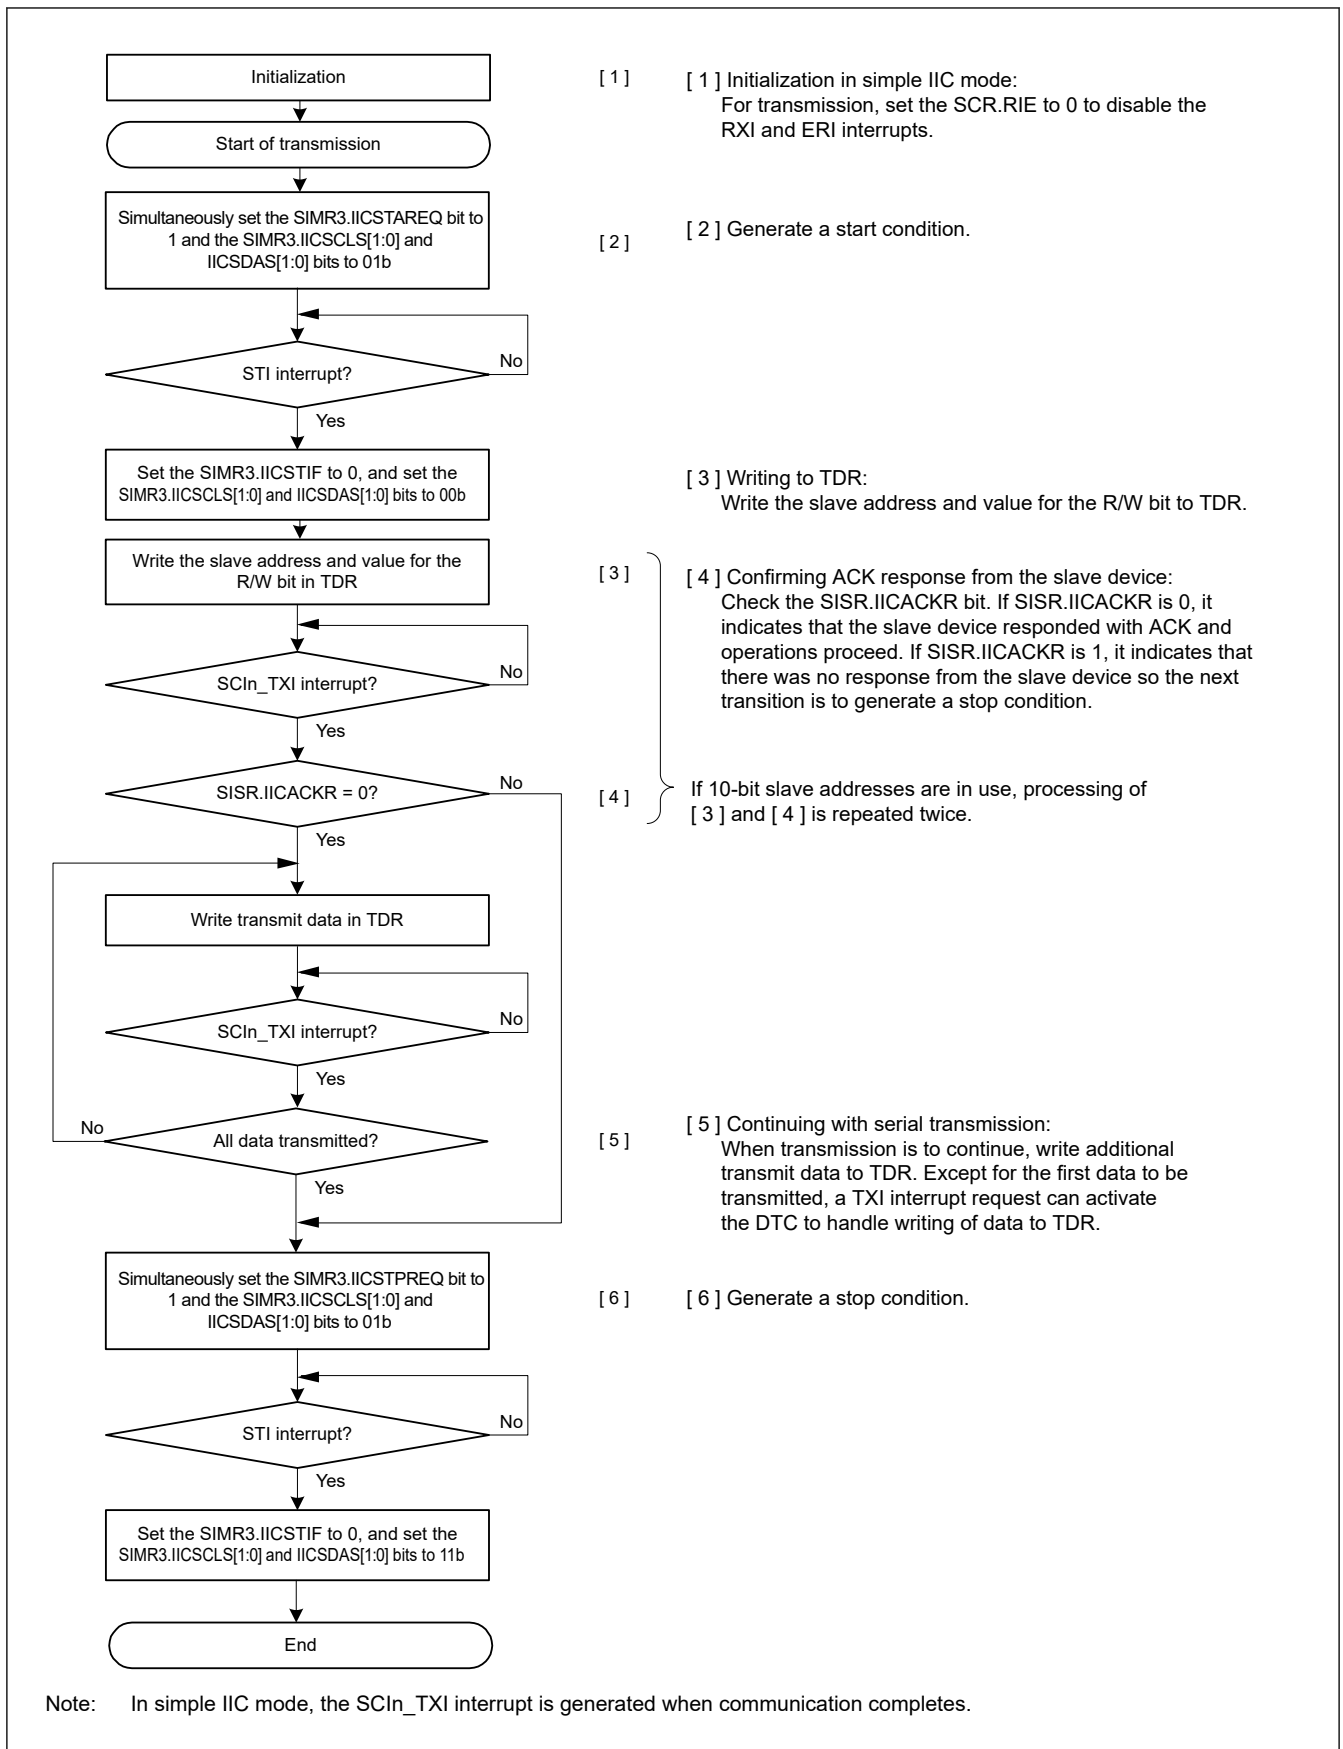 Initialization
[ 1 ]
[ 1 ] Initialization in simple IIC mode:
For transmission, set the SCR.RIE to 0 to disable the
RXI and ERI interrupts.
Start of transmission
Simultaneously set the SIMR3.IICSTAREQ bit to
1 and the SIMR3.IICSCLS[1:0] and
IICSDAS[1:0] bits to 01b
[ 2 ]
[ 2 ] Generate a start condition.
STI interrupt?
No
Yes
Set the SIMR3.IICSTIF to 0, and set the
SIMR3.IICSCLS[1:0] and IICSDAS[1:0] bits to 00b
[ 3 ] Writing to TDR:
Write the slave address and value for the R/W bit to TDR.
Write the slave address and value for the
R/W bit in TDR
[ 3 ]
[ 4 ] Confirming ACK response from the slave device:
Check the SISR.IICACKR bit. If SISR.IICACKR is 0, it
indicates that the slave device responded with ACK and
operations proceed. If SISR.IICACKR is 1, it indicates that
there was no response from the slave device so the next
transition is to generate a stop condition.
SCIn_TXI interrupt?
No
Yes
SISR.IICACKR = 0?
No
[ 4 ]
If 10-bit slave addresses are in use, processing of
[ 3 ] and [ 4 ] is repeated twice.
Yes
Write transmit data in TDR
SCIn_TXI interrupt?
No
Yes
No
All data transmitted?
[ 5 ]
[ 5 ] Continuing with serial transmission:
When transmission is to continue, write additional
transmit data to TDR. Except for the first data to be
transmitted, a TXI interrupt request can activate
the DTC to handle writing of data to TDR.
Yes
Simultaneously set the SIMR3.IICSTPREQ bit to
1 and the SIMR3.IICSCLS[1:0] and
IICSDAS[1:0] bits to 01b
[ 6 ]
[ 6 ] Generate a stop condition.
STI interrupt?
No
Yes
Set the SIMR3.IICSTIF to 0, and set the
SIMR3.IICSCLS[1:0] and IICSDAS[1:0] bits to 11b
End
Note: In simple IIC mode, the SCIn_TXI interrupt is generated when communication completes.